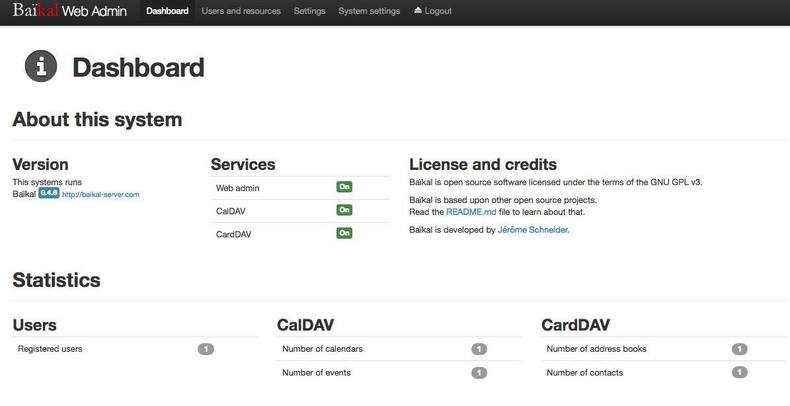 Baïkal Web Admin Dashboard Users and resources Settings System settings Logout
Dashboard
About this system
Version
This systems runs
Baïkal 0.4.6 http://baikal-server.com
Services
Web admin On
CalDAV On
CardDAV On
License and credits
Baïkal is open source software licensed under the terms of the GNU GPL v3.
Baïkal is based upon other open source projects.
Read the README.md file to learn about that.
Baïkal is developed by Jérôme Schneider.
Statistics
Users
Registered users 1
CalDAV
Number of calendars 1
Number of events 1
CardDAV
Number of address books 1
Number of contacts 1